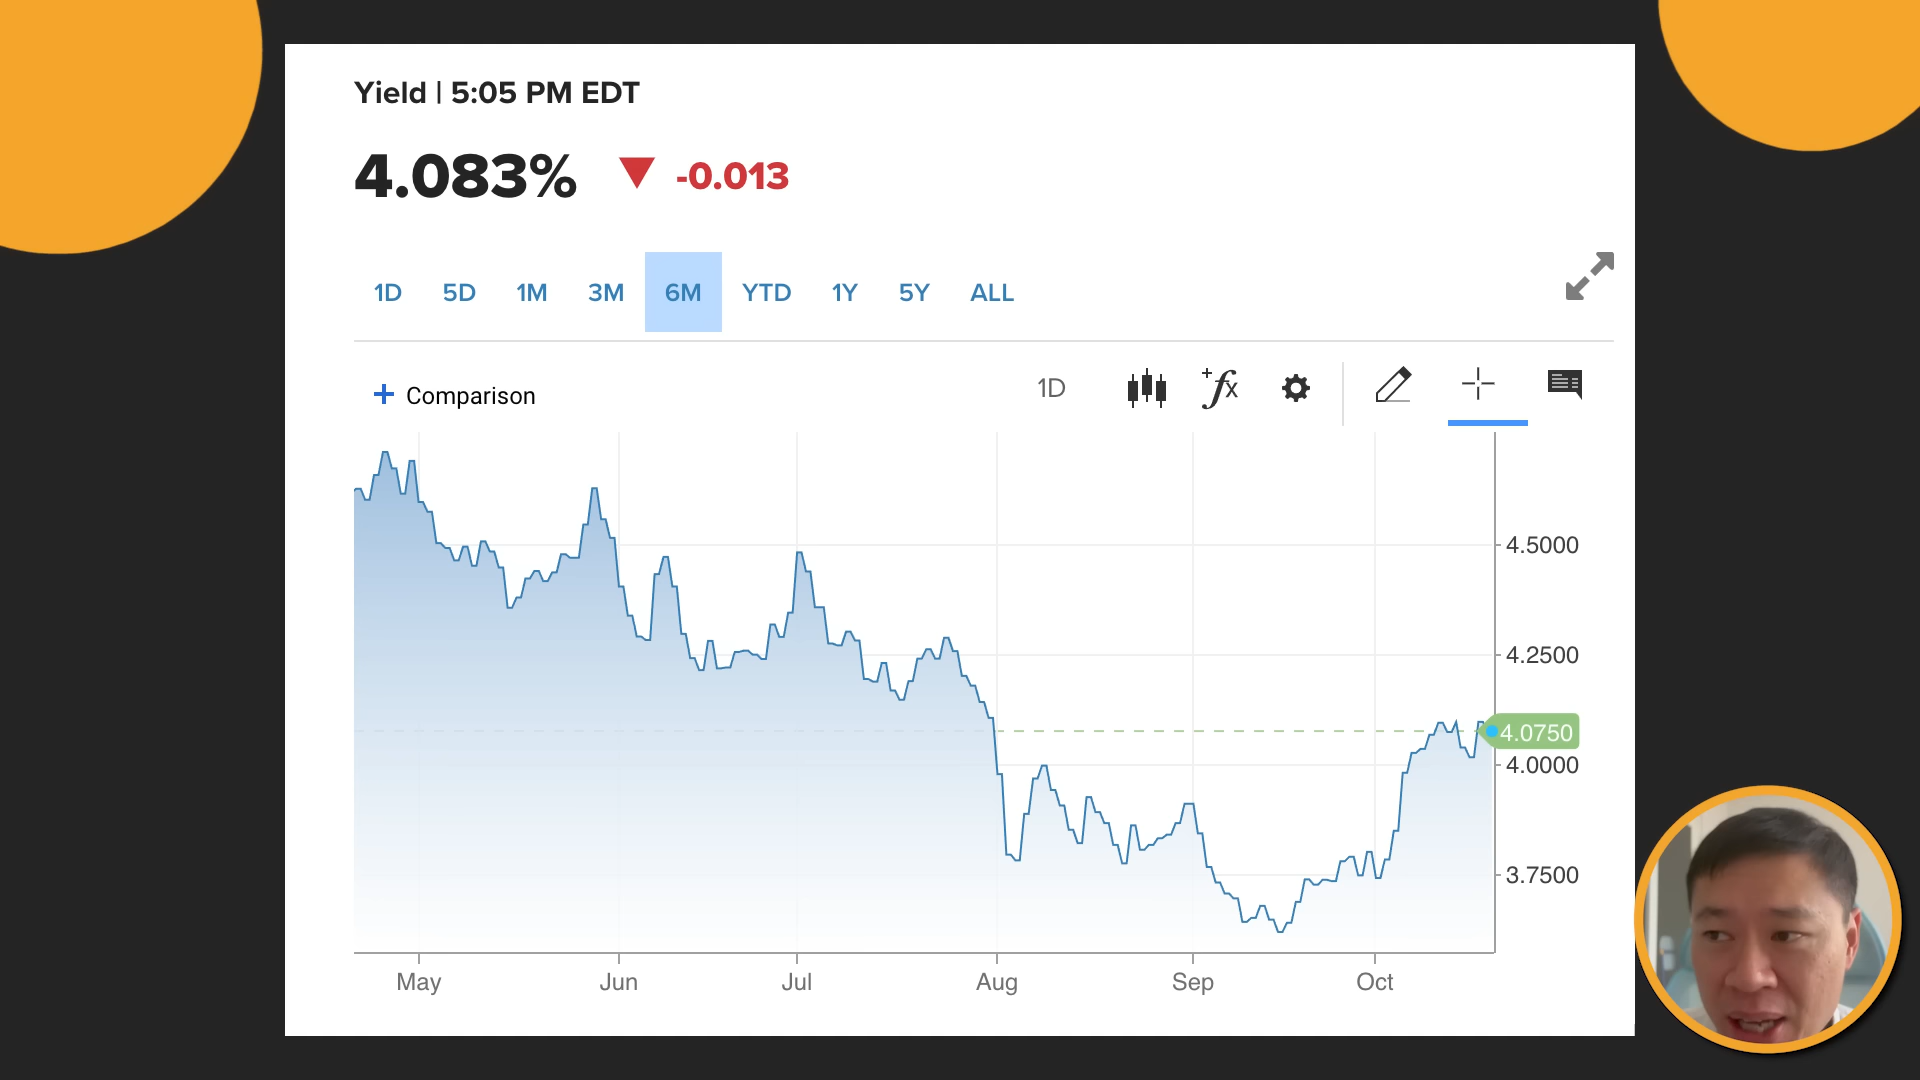 Yield | 5:05 PM EDT
4.083% ▼ -0.013
1D 5D 1M 3M 6M YTD 1Y 5Y ALL
+ Comparison 1D +fx
4.5000
4.2500
4.0750
4.0000
3.7500
May Jun Jul Aug Sep Oct